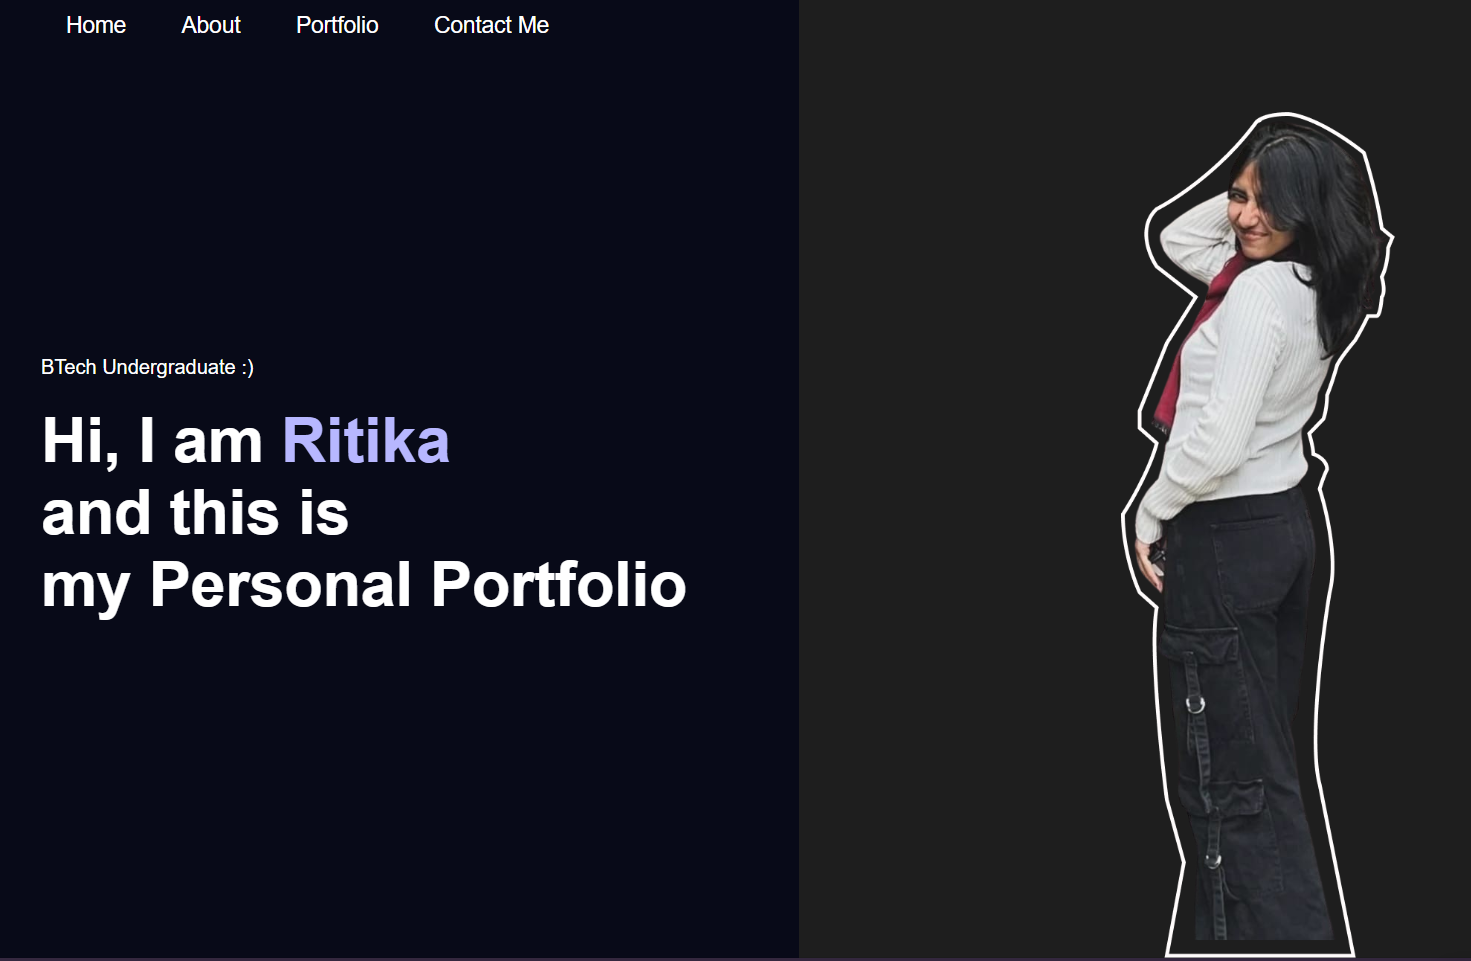 Home About Portfolio Contact Me
BTech Undergraduate :)
Hi, I am Ritika
and this is
my Personal Portfolio